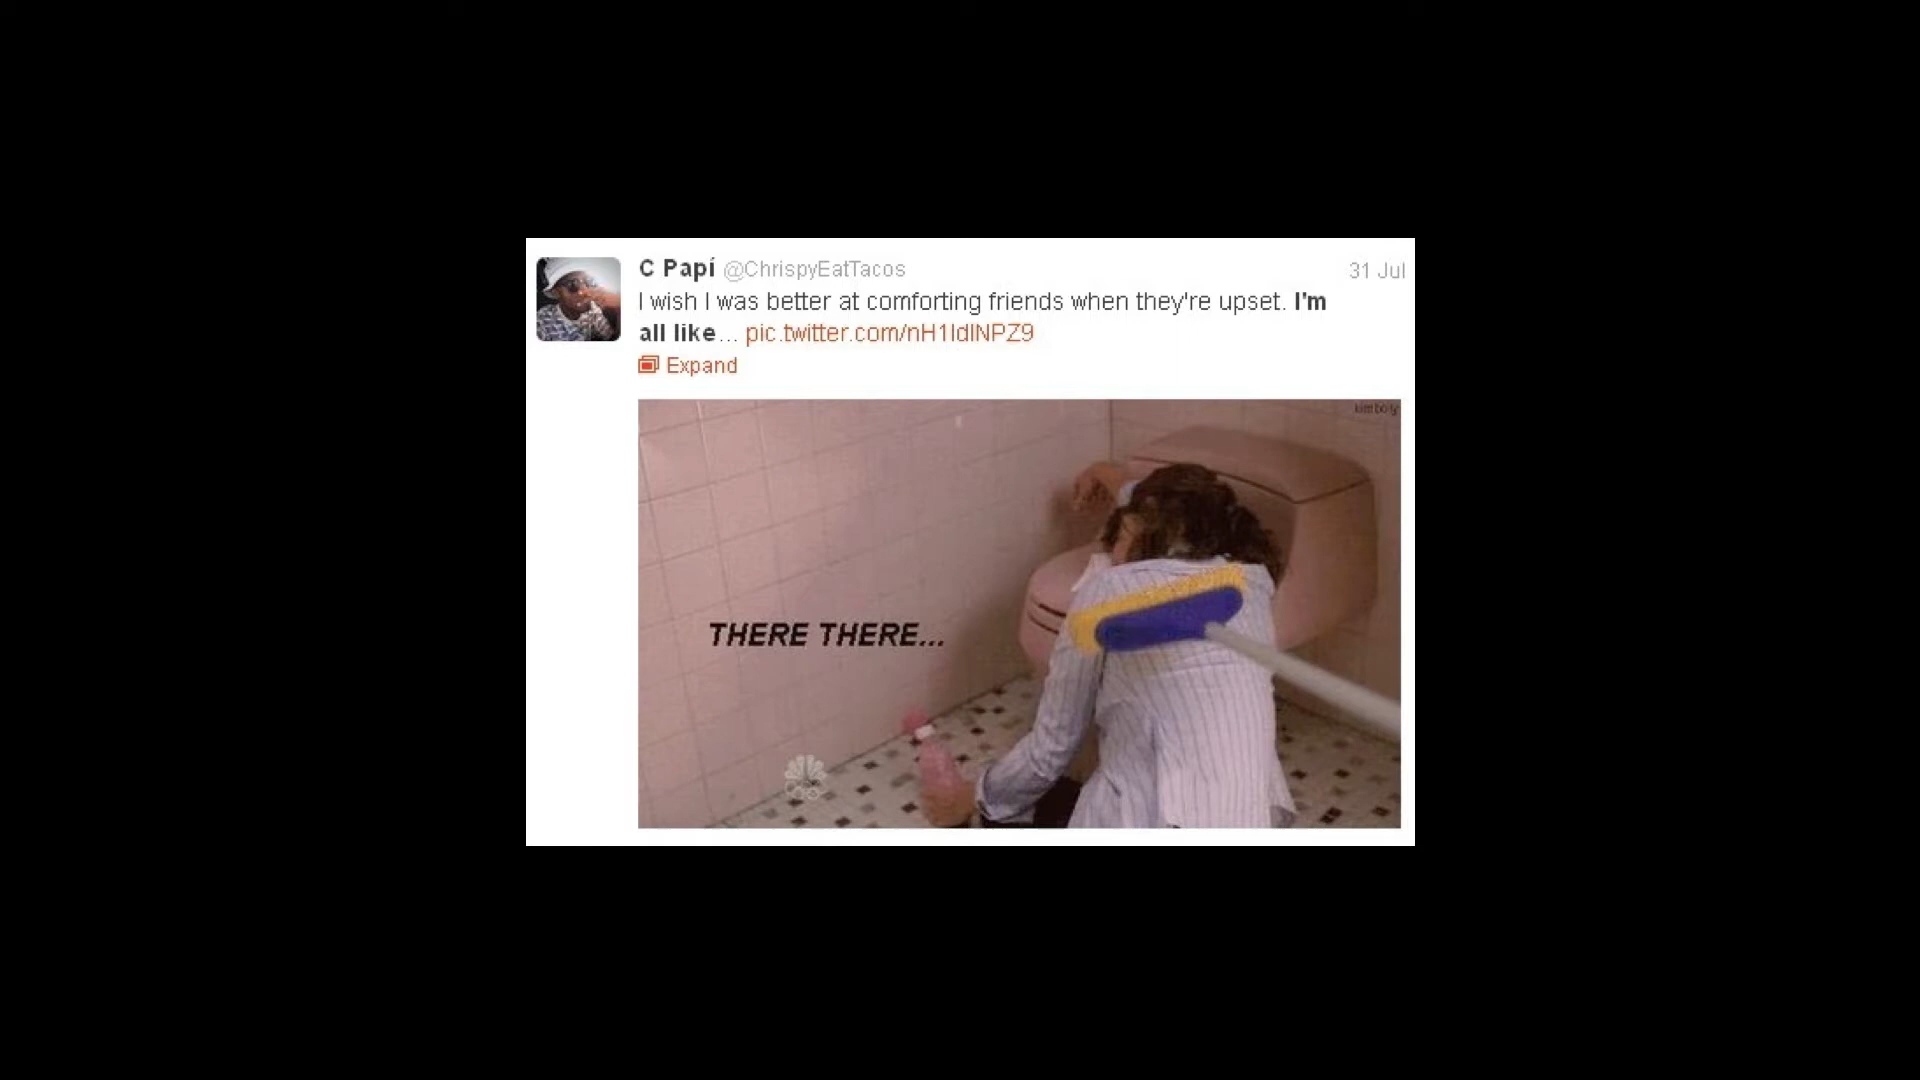 C Papí @ChrispyEatTacos 31 Jul
I wish I was better at comforting friends when they're upset. I'm
all like... pic.twitter.com/nH1IdINPZ9
Expand
THERE THERE...